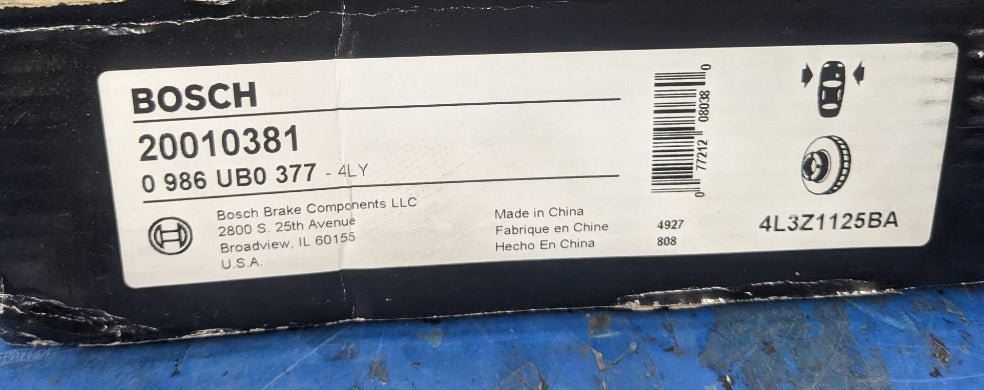 BOSCH
20010381
0 986 UB0 377 - 4LY
Bosch Brake Components LLC
2800 S. 25th Avenue
Broadview, IL 60155
U.S.A.
Made in China
Fabrique en Chine
Hecho En China
4927
808
0 77212 08038 0
4L3Z1125BA